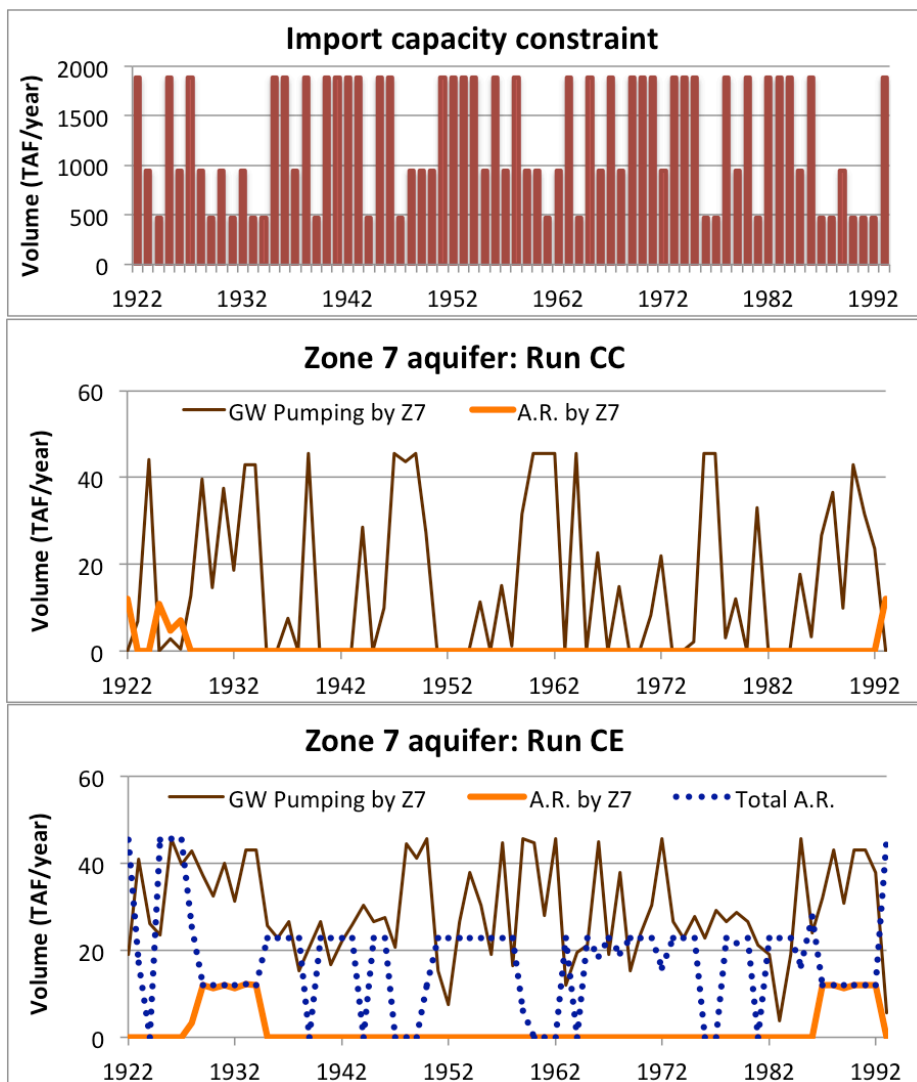 Import capacity constraint
Volume (TAF/year)
2000
1500
1000
500
0
1922 1932 1942 1952 1962 1972 1982 1992
Zone 7 aquifer: Run CC
Volume (TAF/year)
60
GW Pumping by Z7 A.R. by Z7
40
20
0
1922 1932 1942 1952 1962 1972 1982 1992
Zone 7 aquifer: Run CE
Volume (TAF/year)
60
GW Pumping by Z7 A.R. by Z7 Total A.R.
40
20
0
1922 1932 1942 1952 1962 1972 1982 1992